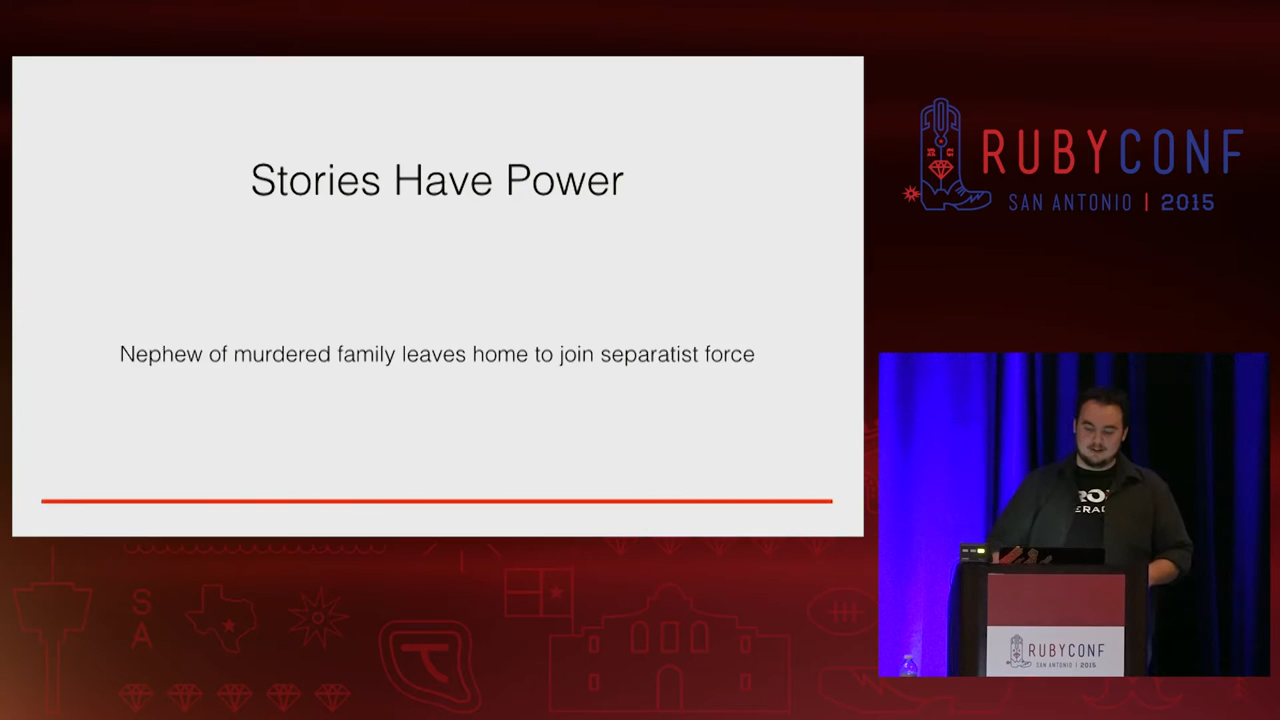 Stories Have Power
Nephew of murdered family leaves home to join separatist force
RUBYCONF
SAN ANTONIO | 2015
S
A
RUBYCONF
SAN ANTONIO | 2015